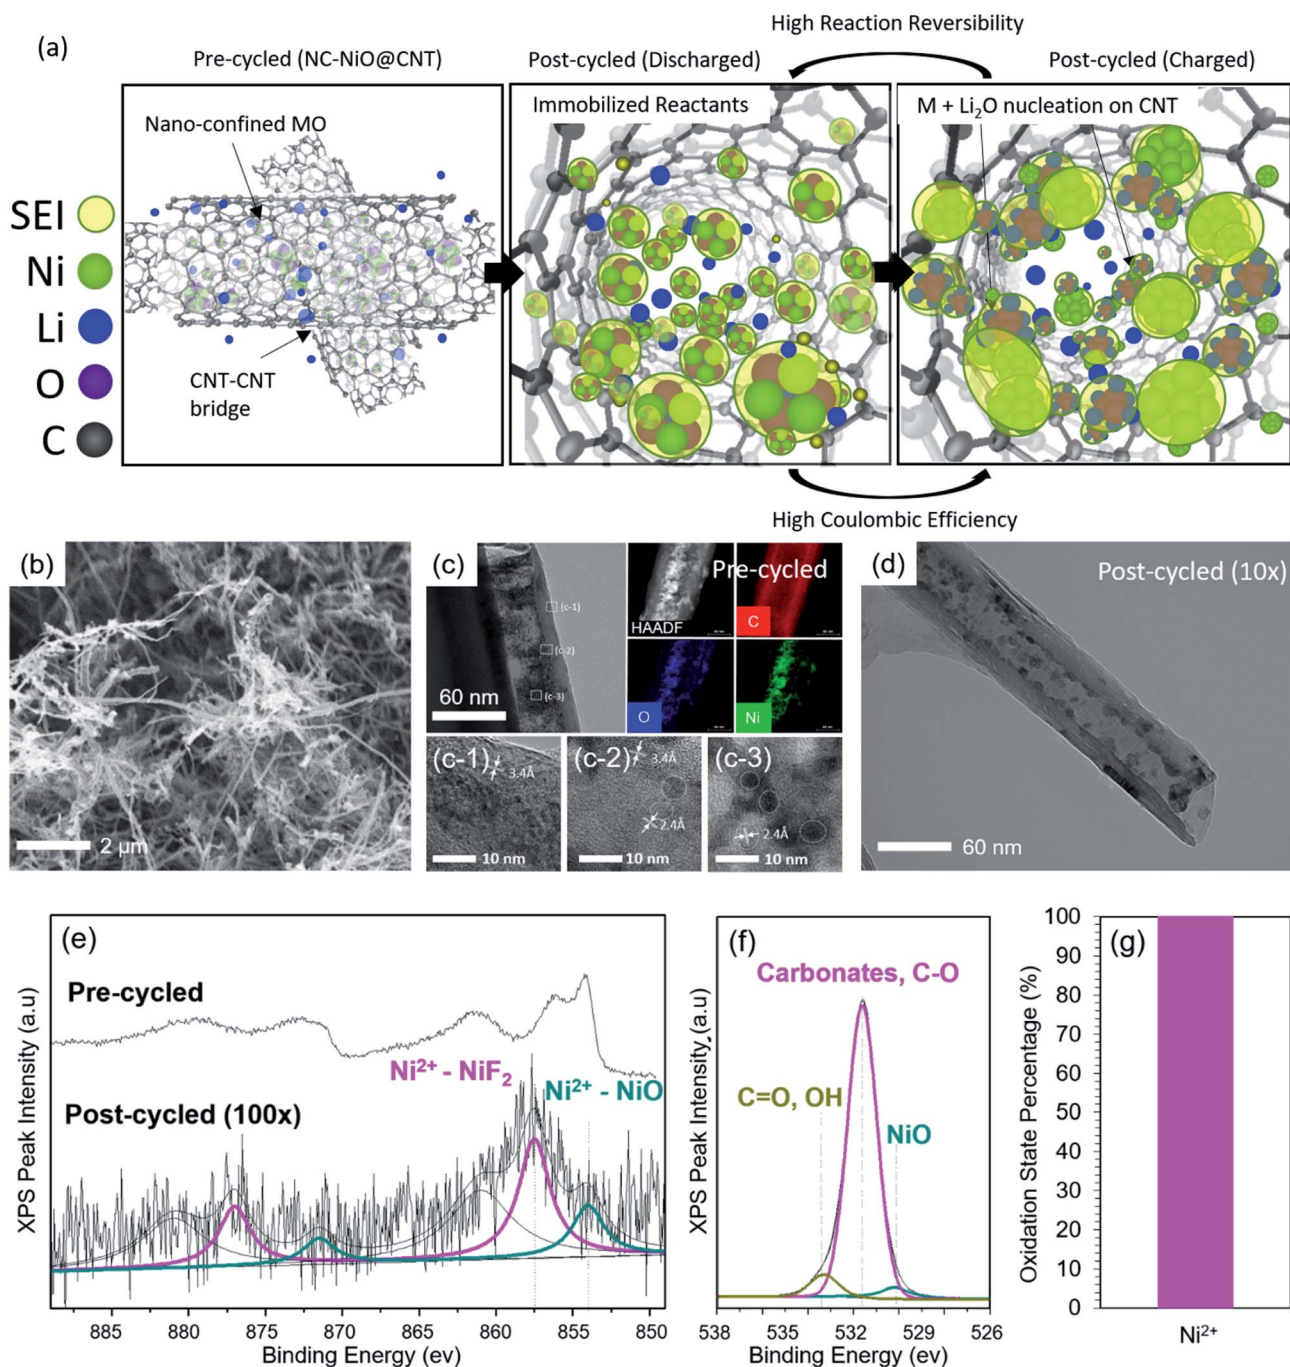 High Reaction Reversibility
(a)
Pre-cycled (NC-NiO@CNT)
Post-cycled (Discharged)
Post-cycled (Charged)
Nano-confined MO
Immobilized Reactants
M + Li₂O nucleation on CNT
SEI
Ni
Li
O
C
CNT-CNT
bridge
High Coulombic Efficiency
(b)
2 μm
(c)
(c-1)
(c-2)
(c-3)
60 nm
Pre-cycled
HAADF
C
O
Ni
(c-1)
3.4Å
10 nm
(c-2)
3.4Å
2.4Å
10 nm
(c-3)
2.4Å
10 nm
(d)
Post-cycled (10x)
60 nm
(e)
Pre-cycled
Ni²⁺ - NiF₂
Ni²⁺ - NiO
Post-cycled (100x)
XPS Peak Intensity (a.u)
885 880 875 870 865 860 855 850
Binding Energy (ev)
(f)
Carbonates, C-O
C=O, OH
NiO
XPS Peak Intensity (a.u)
538 535 532 529 526
Binding Energy (ev)
(g)
Oxidation State Percentage (%)
100
90
80
70
60
50
40
30
20
10
0
Ni²⁺